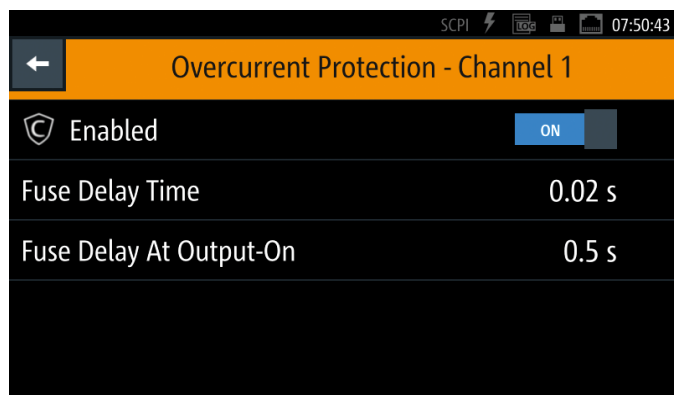 SCPI LOG 07:50:43
Overcurrent Protection - Channel 1
C Enabled ON
Fuse Delay Time 0.02 s
Fuse Delay At Output-On 0.5 s